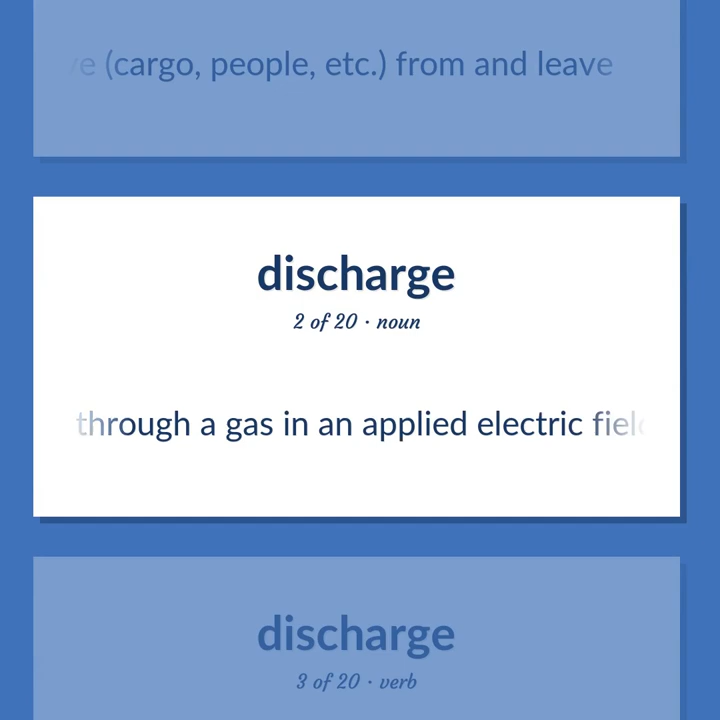 (cargo, people, etc.) from and leave
discharge
2 of 20 · noun
through a gas in an applied electric field
discharge
3 of 20 · verb